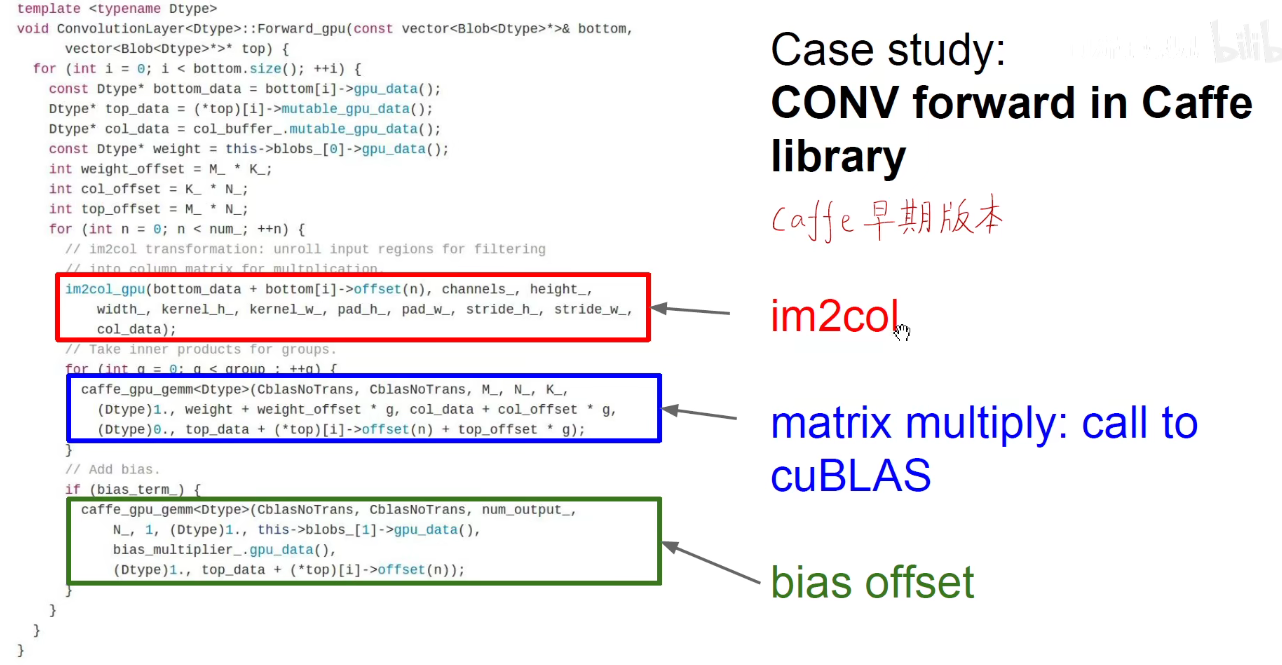 template <typename Dtype>
void ConvolutionLayer<Dtype>::Forward_gpu(const vector<Blob<Dtype>*>& bottom,
vector<Blob<Dtype>*>* top) {
for (int i = 0; i < bottom.size(); ++i) {
const Dtype* bottom_data = bottom[i]->gpu_data();
Dtype* top_data = (*top)[i]->mutable_gpu_data();
Dtype* col_data = col_buffer_.mutable_gpu_data();
const Dtype* weight = this->blobs_[0]->gpu_data();
int weight_offset = M_ * K_;
int col_offset = K_ * N_;
int top_offset = M_ * N_;
for (int n = 0; n < num_; ++n) {
// im2col transformation: unroll input regions for filtering
// into column matrix for multplication.
im2col_gpu(bottom_data + bottom[i]->offset(n), channels_, height_,
width_, kernel_h_, kernel_w_, pad_h_, pad_w_, stride_h_, stride_w_,
col_data);
// Take inner products for groups.
for (int g = 0; g < group_; ++g) {
caffe_gpu_gemm<Dtype>(CblasNoTrans, CblasNoTrans, M_, N_, K_,
(Dtype)1., weight + weight_offset * g, col_data + col_offset * g,
(Dtype)0., top_data + (*top)[i]->offset(n) + top_offset * g);
}
// Add bias.
if (bias_term_) {
caffe_gpu_gemm<Dtype>(CblasNoTrans, CblasNoTrans, num_output_,
N_, 1, (Dtype)1., this->blobs_[1]->gpu_data(),
bias_multiplier_.gpu_data(),
(Dtype)1., top_data + (*top)[i]->offset(n));
}
}
}
}
Case study:
CONV forward in Caffe
library
Caffe早期版本
im2col
matrix multiply: call to
cuBLAS
bias offset